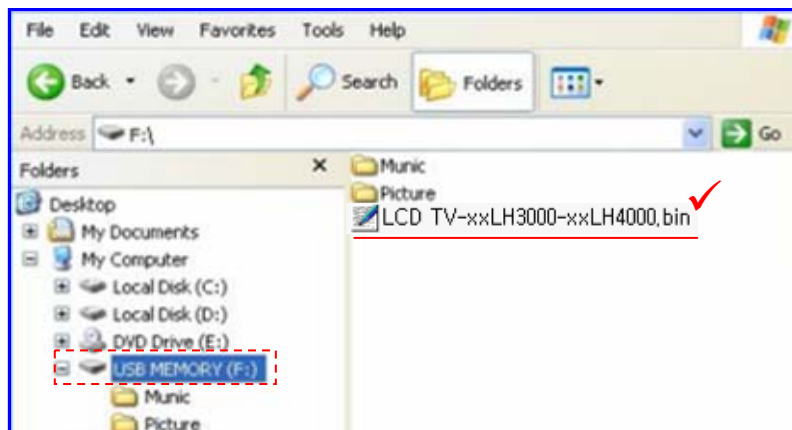 File Edit View Favorites Tools Help
Back Search Folders
Address F:\ Go
Folders X
Desktop
My Documents
My Computer
Local Disk (C:)
Local Disk (D:)
DVD Drive (E:)
USB MEMORY (F:)
Munic
Picture
Munic
Picture
LCD TV-xxLH3000-xxLH4000,bin